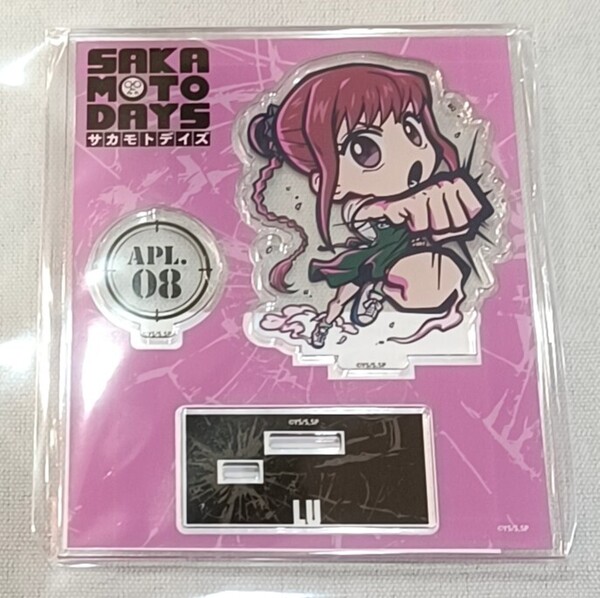 SAKA
MOTO
DAYS
サカモトデイズ
APL.
08
©YS/S,SP
©YS/S,SP
©YS/S,SP
LU
©YS/S,SP